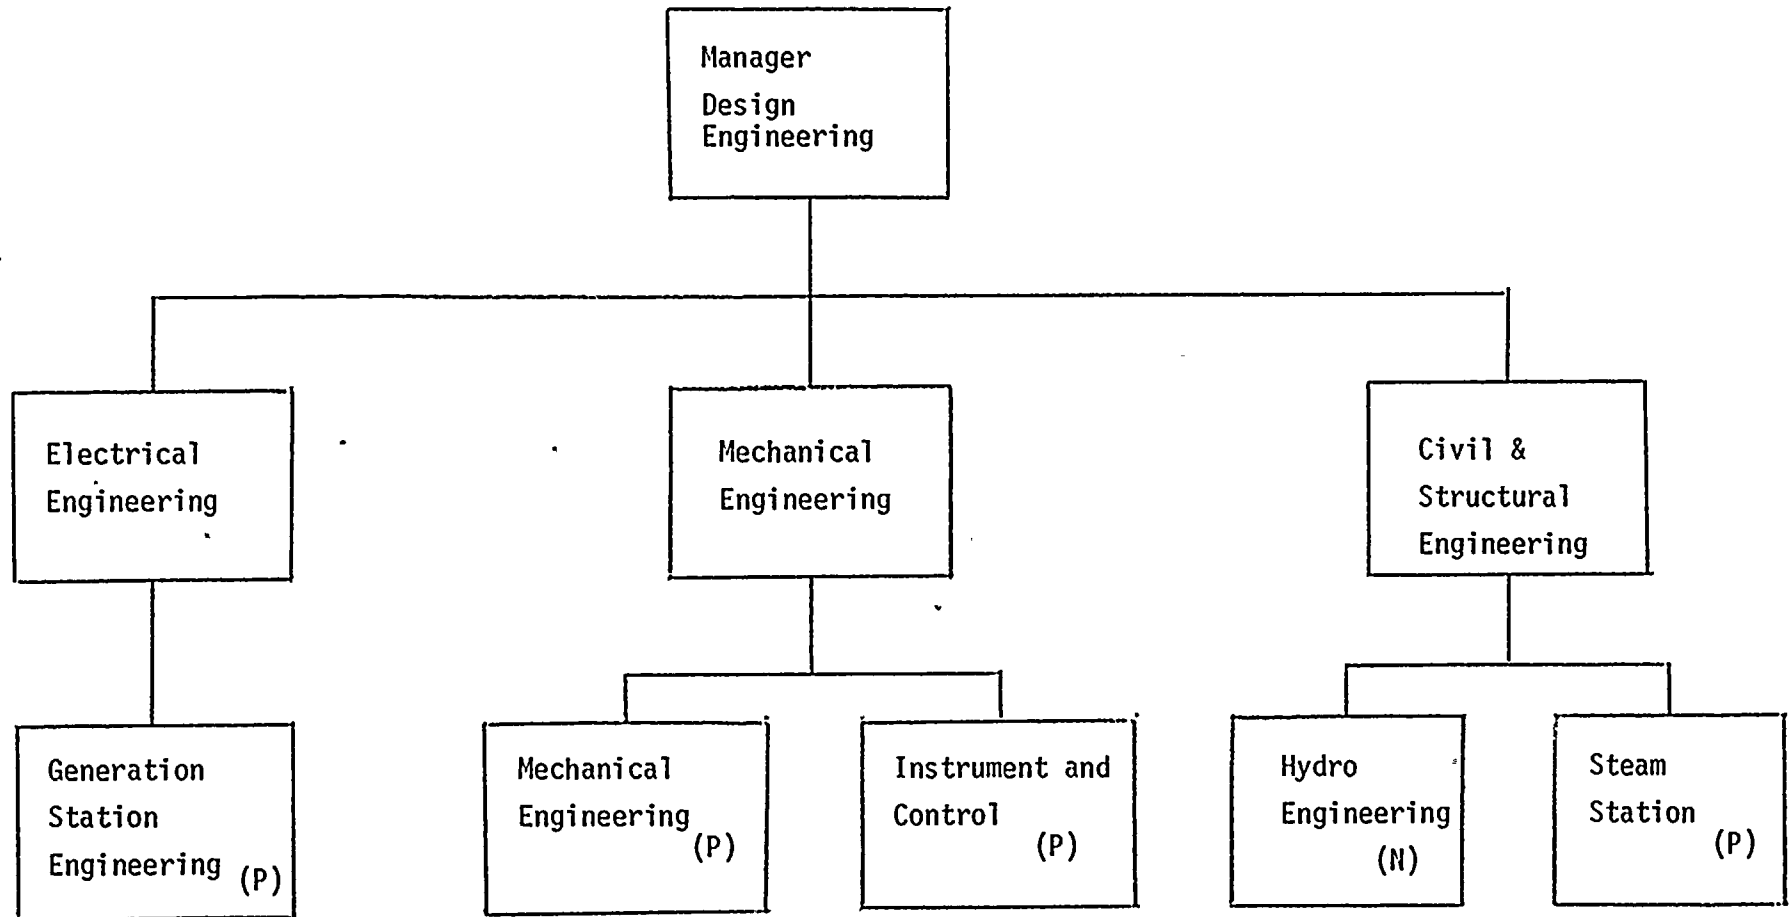 Manager
Design
Engineering
Electrical
Engineering
Mechanical
Engineering
Civil &
Structural
Engineering
Generation
Station
Engineering (P)
Mechanical
Engineering
(P)
Instrument and
Control
(P)
Hydro
Engineering
(N)
Steam
Station
(P)